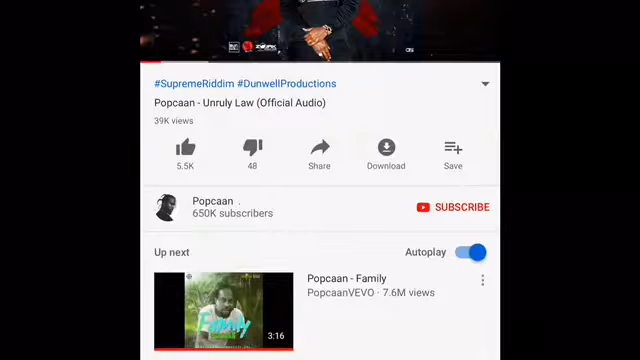 #SupremeRiddim #DunwellProductions
Popcaan - Unruly Law (Official Audio)
39K views
5.5K 48 Share Download Save
Popcaan .
650K subscribers
SUBSCRIBE
Up next Autoplay
Popcaan - Family
PopcaanVEVO · 7.6M views
Family
3:16